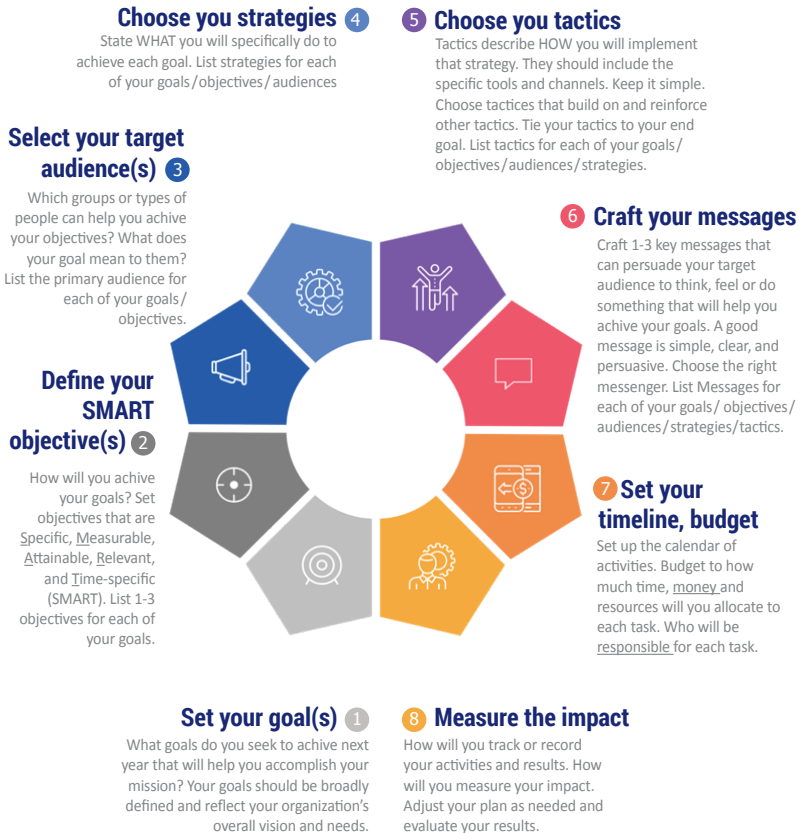 Choose you strategies 4
State WHAT you will specifically do to
achieve each goal. List strategies for each
of your goals/objectives/audiences
5 Choose you tactics
Tactics describe HOW you will implement
that strategy. They should include the
specific tools and channels. Keep it simple.
Choose tactices that build on and reinforce
other tactics. Tie your tactics to your end
goal. List tactics for each of your goals/
objectives/audiences/strategies.
Select your target
audience(s) 3
Which groups or types of
people can help you achive
your objectives? What does
your goal mean to them?
List the primary audience for
each of your goals/
objectives.
6 Craft your messages
Craft 1-3 key messages that
can persuade your target
audience to think, feel or do
something that will help you
achive your goals. A good
message is simple, clear, and
persuasive. Choose the right
messenger. List Messages for
each of your goals/ objectives/
audiences/strategies/tactics.
Define your
SMART
objective(s) 2
How will you achive
your goals? Set
objectives that are
Specific, Measurable,
Attainable, Relevant,
and Time-specific
(SMART). List 1-3
objectives for each of
your goals.
7 Set your
timeline, budget
Set up the calendar of
activities. Budget to how
much time, money and
resources will you allocate to
each task. Who will be
responsible for each task.
Set your goal(s) 1
What goals do you seek to achieve next
year that will help you accomplish your
mission? Your goals should be broadly
defined and reflect your organization's
overall vision and needs.
8 Measure the impact
How will you track or record
your activities and results. How
will you measure your impact.
Adjust your plan as needed and
evaluate your results.